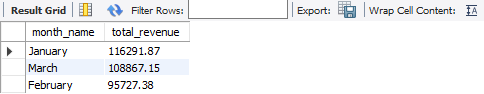 Result Grid Filter Rows: Export: Wrap Cell Content:
month_name total_revenue
January 116291.87
March 108867.15
February 95727.38